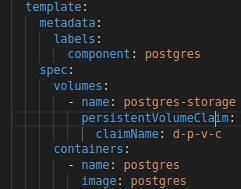 template:
metadata:
labels:
component: postgres
spec:
volumes:
- name: postgres-storage
persistentVolumeClaim:
claimName: d-p-v-c
containers:
- name: postgres
image: postgres